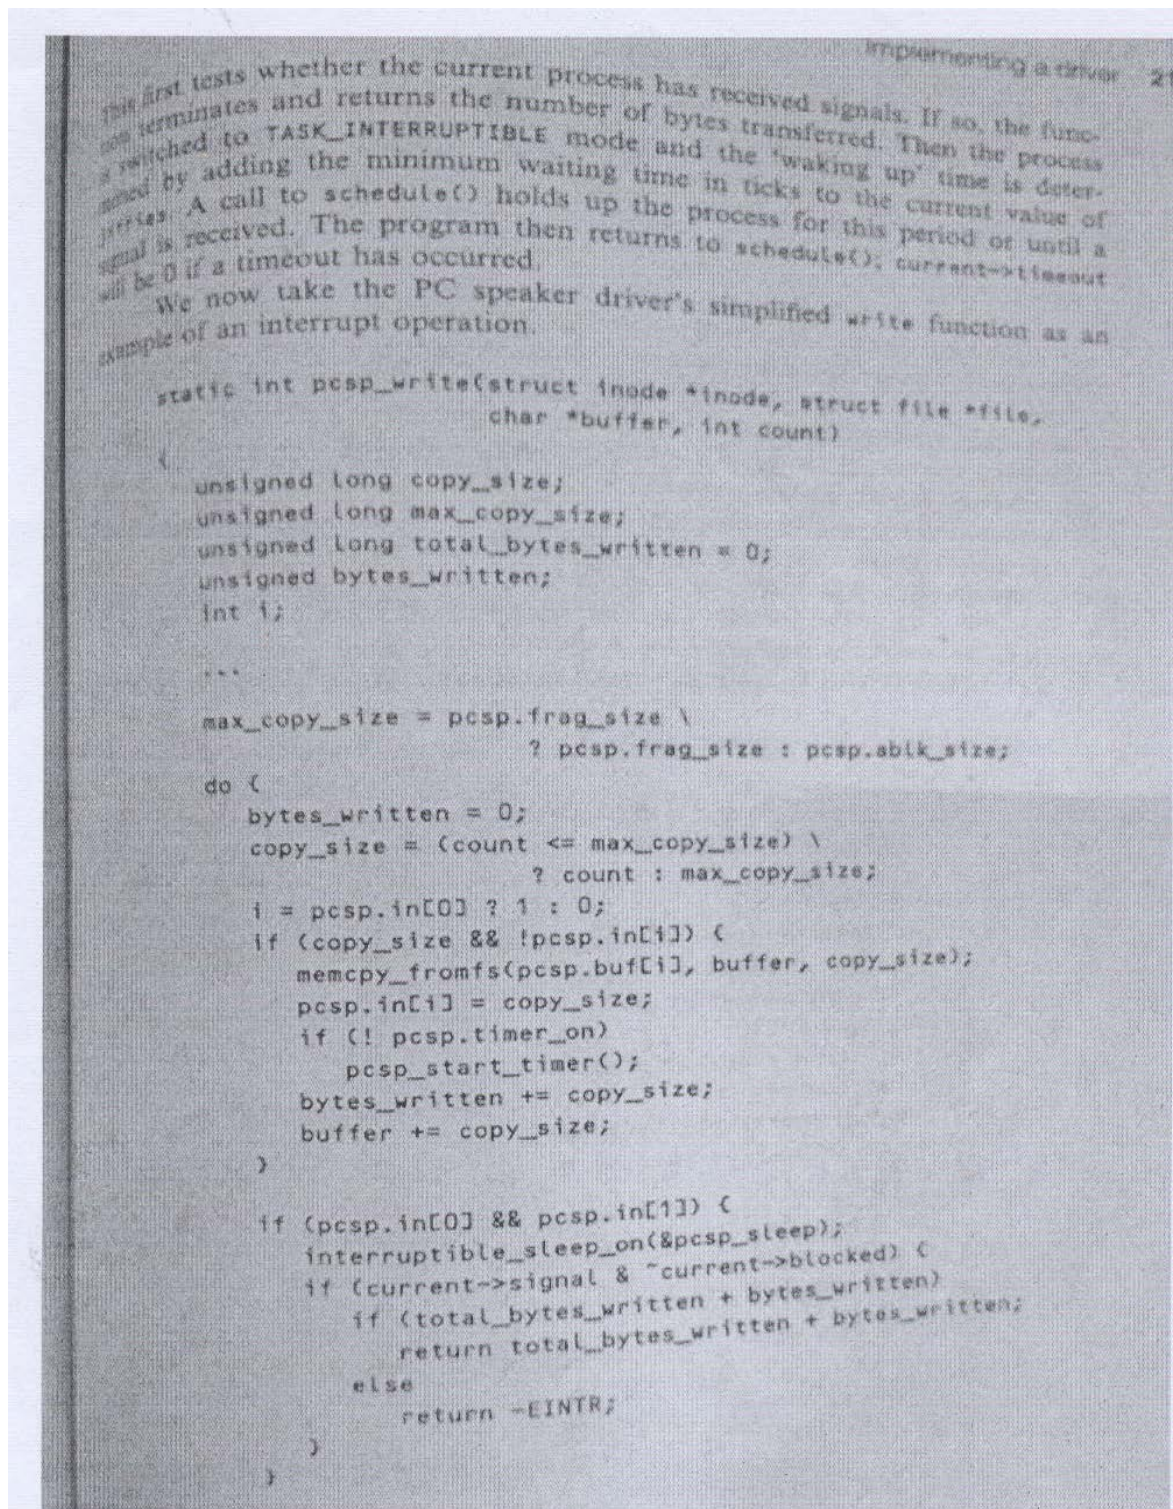 Implementing a driver 2
This first tests whether the current process has received signals. If so, the func-
tion terminates and returns the number of bytes transferred. Then the process
is switched to TASK_INTERRUPTIBLE mode and the 'waking up' time is deter-
mined by adding the minimum waiting time in ticks to the current value of
jiffies. A call to schedule() holds up the process for this period or until a
signal is received. The program then returns to schedule(); current->timeout
will be 0 if a timeout has occurred.
We now take the PC speaker driver's simplified write function as an
example of an interrupt operation.
static int pcsp_write(struct inode *inode, struct file *file,
char *buffer, int count)
{
unsigned long copy_size;
unsigned long max_copy_size;
unsigned long total_bytes_written = 0;
unsigned bytes_written;
int i;
...
max_copy_size = pcsp.frag_size \
? pcsp.frag_size : pcsp.ablk_size;
do {
bytes_written = 0;
copy_size = (count <= max_copy_size) \
? count : max_copy_size;
i = pcsp.in[0] ? 1 : 0;
if (copy_size && !pcsp.in[i]) {
memcpy_fromfs(pcsp.buf[i], buffer, copy_size);
pcsp.in[i] = copy_size;
if (! pcsp.timer_on)
pcsp_start_timer();
bytes_written += copy_size;
buffer += copy_size;
}
if (pcsp.in[0] && pcsp.in[1]) {
interruptible_sleep_on(&pcsp_sleep);
if (current->signal & ~current->blocked) {
if (total_bytes_written + bytes_written)
return total_bytes_written + bytes_written;
else
return -EINTR;
}
}